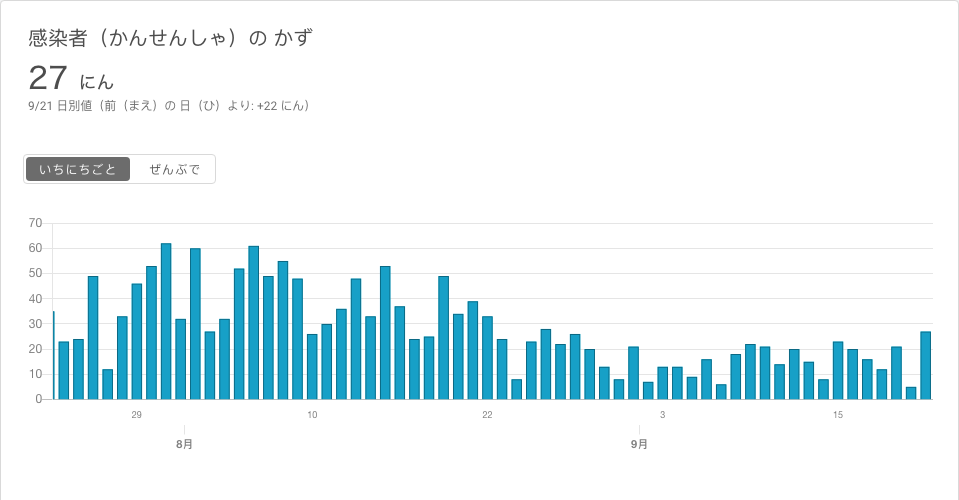 感染者（かんせんしゃ）の かず
27 にん
9/21 日別値（前（まえ）の 日（ひ）より: +22 にん）
いちにちごと ぜんぶで
70
60
50
40
30
20
10
0
29 10 22 3 15
8月 9月